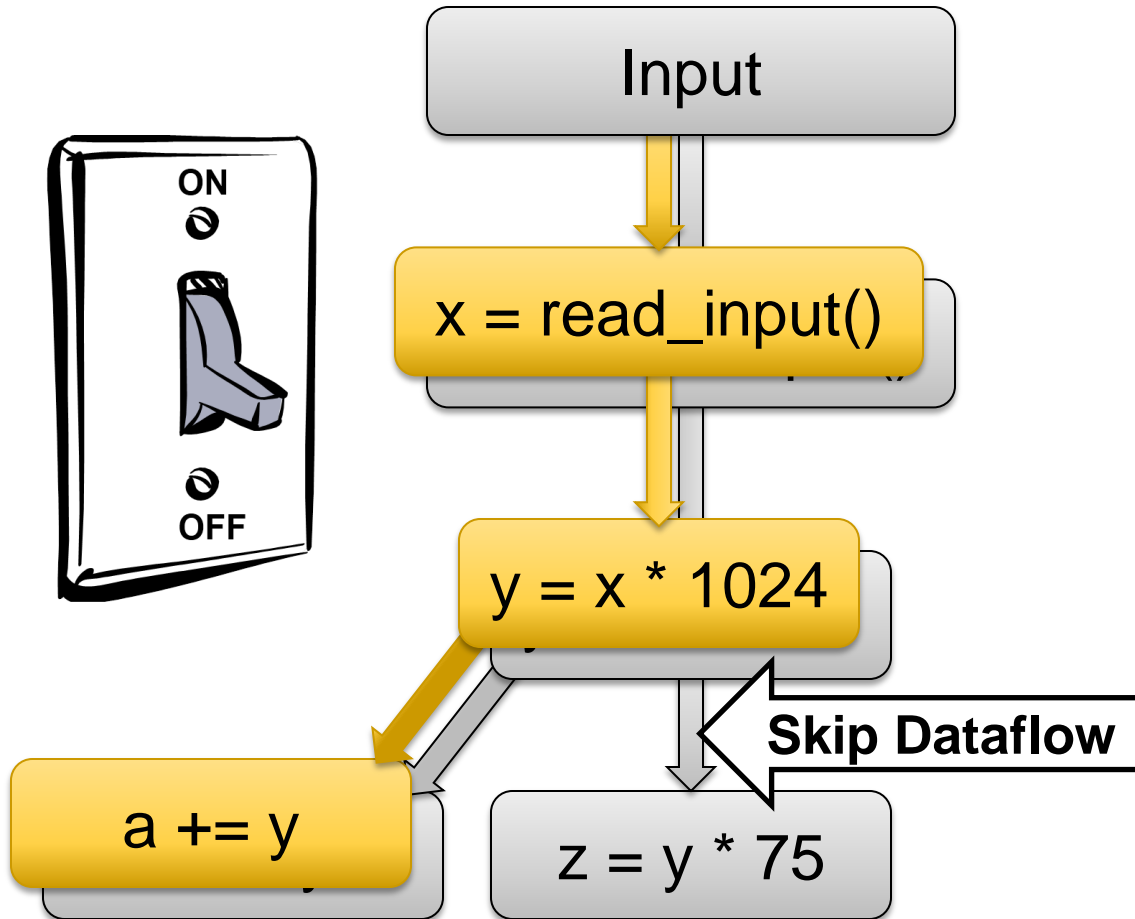 Input
ON
x = read_input()
OFF
y = x * 1024
Skip Dataflow
a += y
z = y * 75